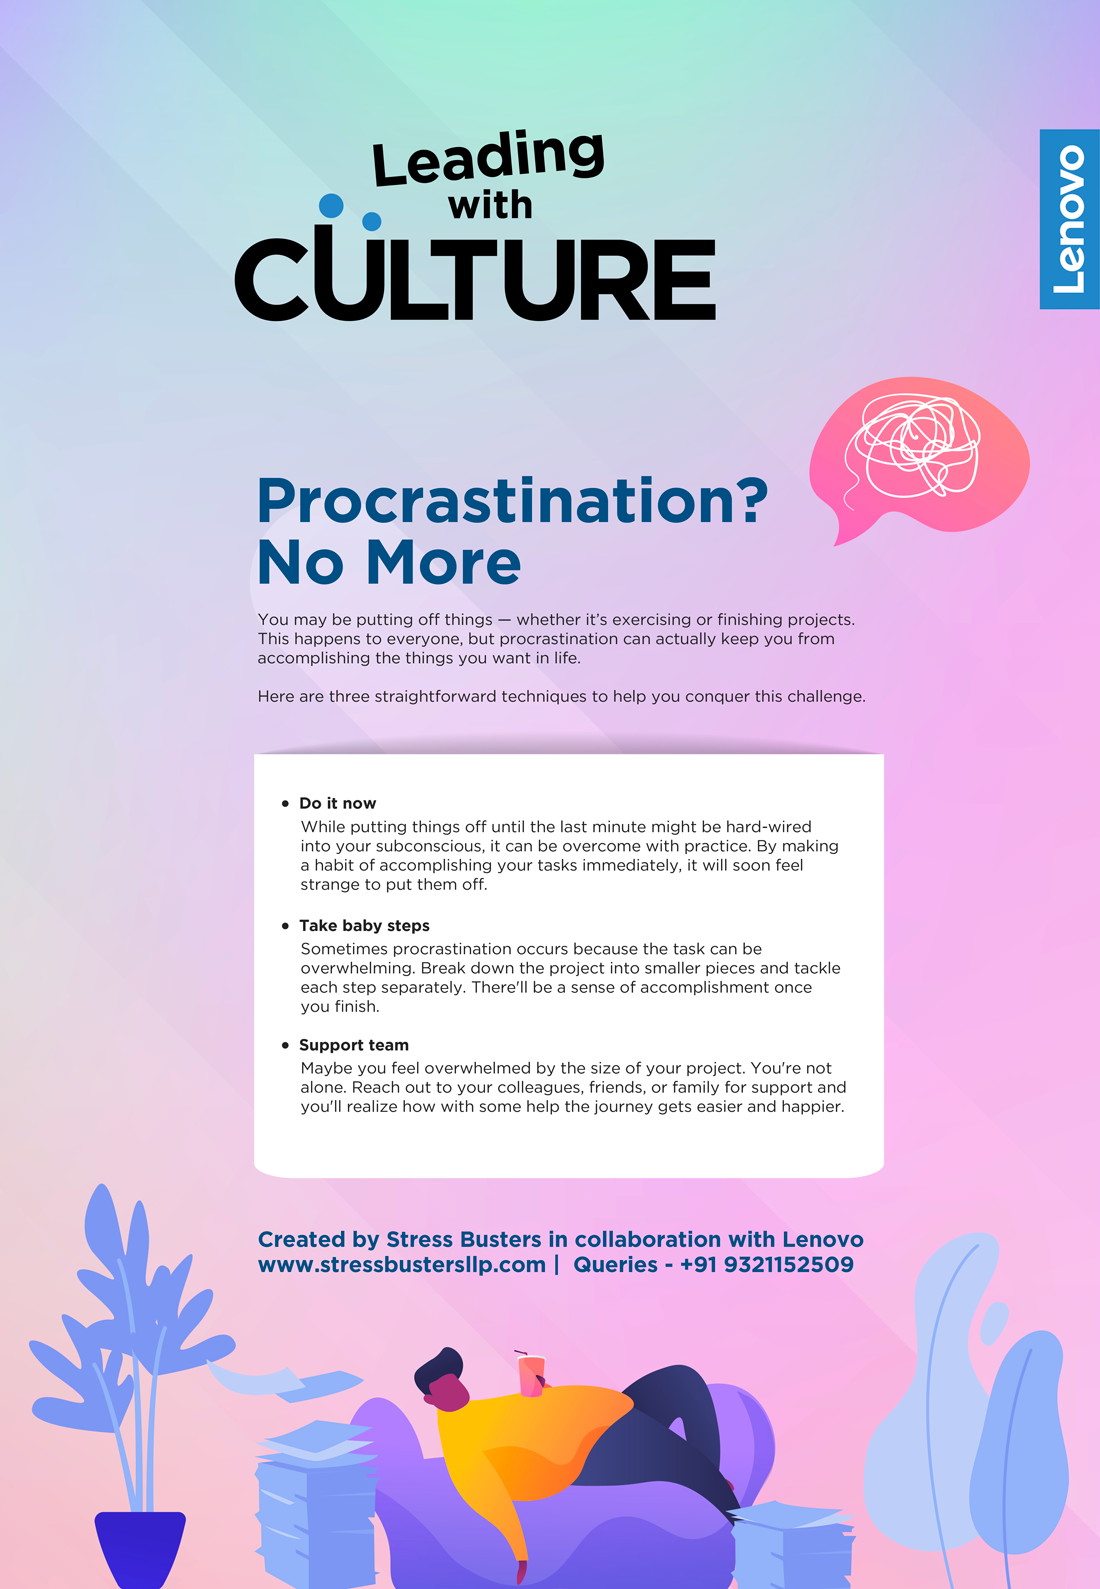 Leading
with
CÜLTURE
Lenovo
Procrastination?
No More
You may be putting off things — whether it’s exercising or finishing projects.
This happens to everyone, but procrastination can actually keep you from
accomplishing the things you want in life.
Here are three straightforward techniques to help you conquer this challenge.
• Do it now
While putting things off until the last minute might be hard-wired
into your subconscious, it can be overcome with practice. By making
a habit of accomplishing your tasks immediately, it will soon feel
strange to put them off.
• Take baby steps
Sometimes procrastination occurs because the task can be
overwhelming. Break down the project into smaller pieces and tackle
each step separately. There'll be a sense of accomplishment once
you finish.
• Support team
Maybe you feel overwhelmed by the size of your project. You're not
alone. Reach out to your colleagues, friends, or family for support and
you'll realize how with some help the journey gets easier and happier.
Created by Stress Busters in collaboration with Lenovo
www.stressbustersllp.com | Queries - +91 9321152509